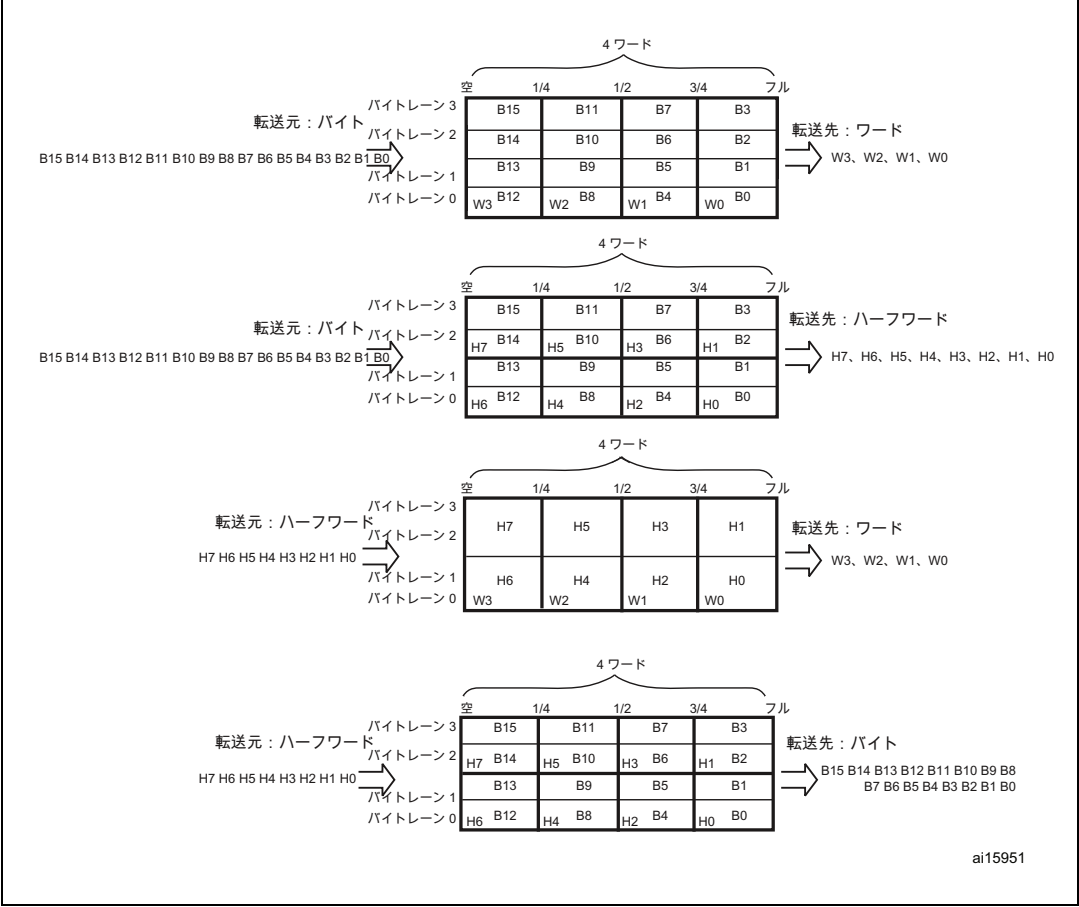 4 ワード
空 1/4 1/2 3/4 フル
バイトレーン 3 B15 B11 B7 B3
転送元：バイト 転送先：ワード
バイトレーン 2 B14 B10 B6 B2
B15 B14 B13 B12 B11 B10 B9 B8 B7 B6 B5 B4 B3 B2 B1 B0 W3、W2、W1、W0
バイトレーン 1 B13 B9 B5 B1
バイトレーン 0 W3 B12 W2 B8 W1 B4 W0 B0
4 ワード
空 1/4 1/2 3/4 フル
バイトレーン 3 B15 B11 B7 B3
転送元：バイト 転送先：ハーフワード
バイトレーン 2 H7 B14 H5 B10 H3 B6 H1 B2
B15 B14 B13 B12 B11 B10 B9 B8 B7 B6 B5 B4 B3 B2 B1 B0 H7、H6、H5、H4、H3、H2、H1、H0
バイトレーン 1 B13 B9 B5 B1
バイトレーン 0 H6 B12 H4 B8 H2 B4 H0 B0
4 ワード
空 1/4 1/2 3/4 フル
バイトレーン 3
転送元：ハーフワード H7 H5 H3 H1 転送先：ワード
バイトレーン 2
H7 H6 H5 H4 H3 H2 H1 H0 W3、W2、W1、W0
バイトレーン 1 H6 H4 H2 H0
バイトレーン 0 W3 W2 W1 W0
4 ワード
空 1/4 1/2 3/4 フル
バイトレーン 3 B15 B11 B7 B3
転送元：ハーフワード 転送先：バイト
バイトレーン 2 H7 B14 H5 B10 H3 B6 H1 B2
H7 H6 H5 H4 H3 H2 H1 H0 B15 B14 B13 B12 B11 B10 B9 B8
B13 B9 B5 B1 B7 B6 B5 B4 B3 B2 B1 B0
バイトレーン 1
バイトレーン 0 H6 B12 H4 B8 H2 B4 H0 B0
ai15951